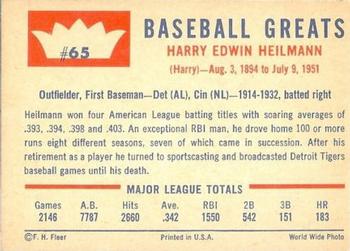 #65
BASEBALL GREATS
HARRY EDWIN HEILMANN
(Harry)—Aug. 3, 1894 to July 9, 1951
Outfielder, First Baseman—Det (AL), Cin (NL)—1914-1932, batted right
Heilmann won four American League batting titles with soaring averages of
.393, .394, .398 and .403. An exceptional RBI man, he drove home 100 or more
runs eight seasons, seven of which came in succession. After his
retirement as a player he turned to sportscasting and broadcasted Detroit Tigers
baseball games until his death.
MAJOR LEAGUE TOTALS
Games A.B. Hits Ave. RBI 2B 3B HR
2146 7787 2660 .342 1550 542 151 183
©F. H. Fleer Printed in U.S.A. World Wide Photo